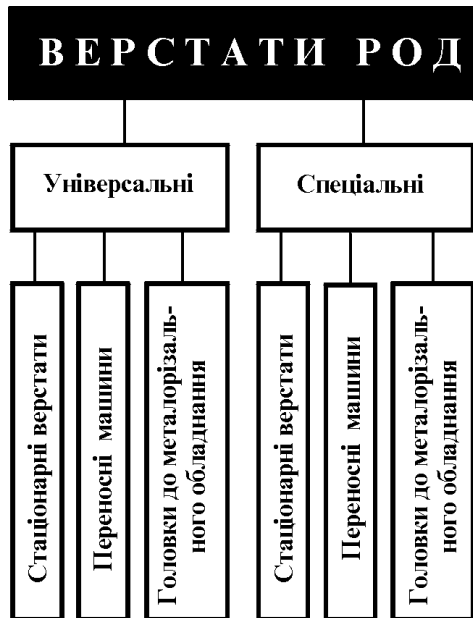 ВЕРСТАТИ РОД
Універсальні
Спеціальні
Стаціонарні верстати
Переносні машини
Головки до металорізаль-
ного обладнання
Стаціонарні верстати
Переносні машини
Головки до металорізаль-
ного обладнання